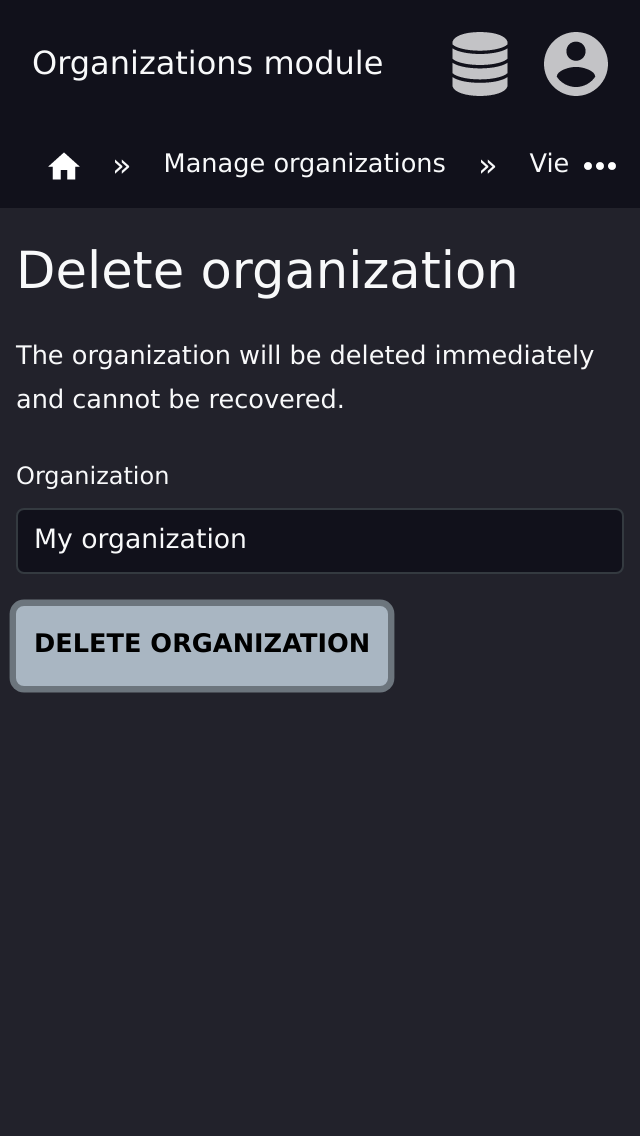 Organizations module
» Manage organizations » Vie
Delete organization
The organization will be deleted immediately
and cannot be recovered.
Organization
My organization
DELETE ORGANIZATION